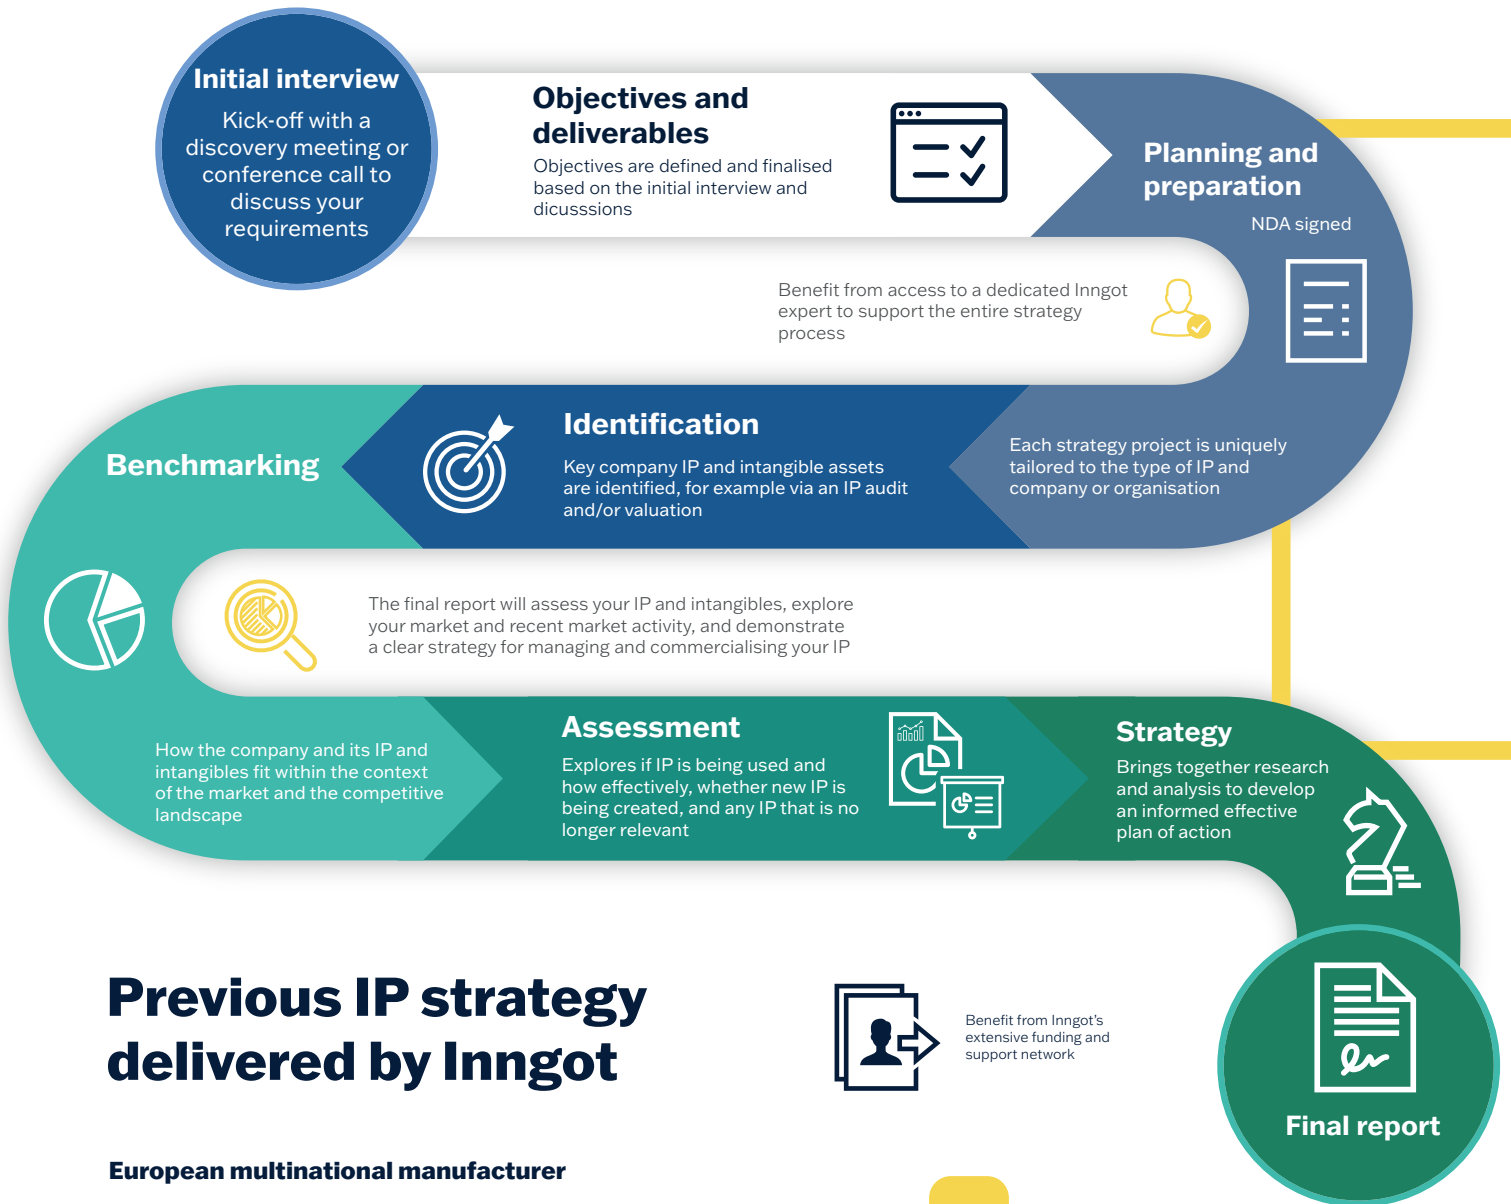 Initial interview
Kick-off with a
discovery meeting or
conference call to
discuss your
requirements
Objectives and
deliverables
Objectives are defined and finalised
based on the initial interview and
dicusssions
Planning and
preparation
NDA signed
Benefit from access to a dedicated Inngot
expert to support the entire strategy
process
Each strategy project is uniquely
tailored to the type of IP and
company or organisation
Identification
Key company IP and intangible assets
are identified, for example via an IP audit
and/or valuation
Benchmarking
The final report will assess your IP and intangibles, explore
your market and recent market activity, and demonstrate
a clear strategy for managing and commercialising your IP
How the company and its IP and
intangibles fit within the context
of the market and the competitive
landscape
Assessment
Explores if IP is being used and
how effectively, whether new IP is
being created, and any IP that is no
longer relevant
Strategy
Brings together research
and analysis to develop
an informed effective
plan of action
Previous IP strategy
delivered by Inngot
Benefit from Inngot’s
extensive funding and
support network
Final report
European multinational manufacturer